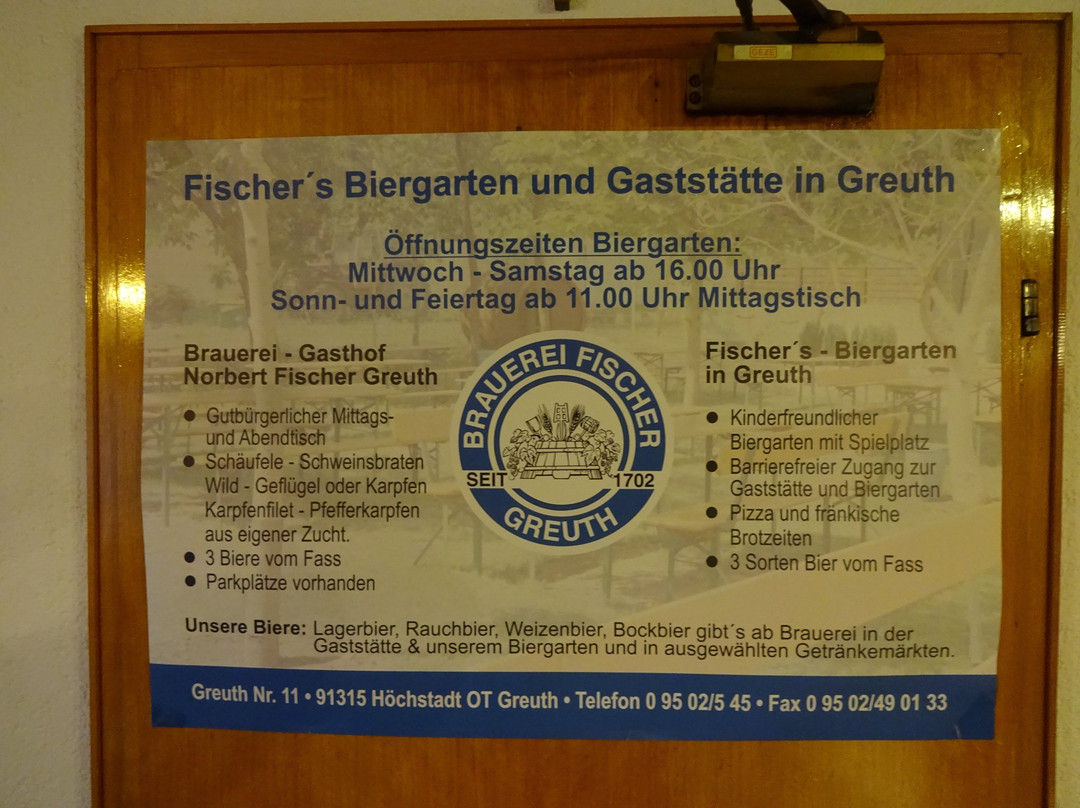 GEZE
Fischer´s Biergarten und Gaststätte in Greuth
Öffnungszeiten Biergarten:
Mittwoch - Samstag ab 16.00 Uhr
Sonn- und Feiertag ab 11.00 Uhr Mittagstisch
Brauerei - Gasthof
Norbert Fischer Greuth
● Gutbürgerlicher Mittags-
und Abendtisch
● Schäufele - Schweinsbraten
Wild - Geflügel oder Karpfen
Karpfenfilet - Pfefferkarpfen
aus eigener Zucht.
● 3 Biere vom Fass
● Parkplätze vorhanden
BRAUEREI FISCHER
SEIT 1702
GREUTH
Fischer´s - Biergarten
in Greuth
● Kinderfreundlicher
Biergarten mit Spielplatz
● Barrierefreier Zugang zur
Gaststätte und Biergarten
● Pizza und fränkische
Brotzeiten
● 3 Sorten Bier vom Fass
Unsere Biere: Lagerbier, Rauchbier, Weizenbier, Bockbier gibt´s ab Brauerei in der
Gaststätte & unserem Biergarten und in ausgewählten Getränkemärkten.
Greuth Nr. 11 • 91315 Höchstadt OT Greuth • Telefon 0 95 02/5 45 • Fax 0 95 02/49 01 33